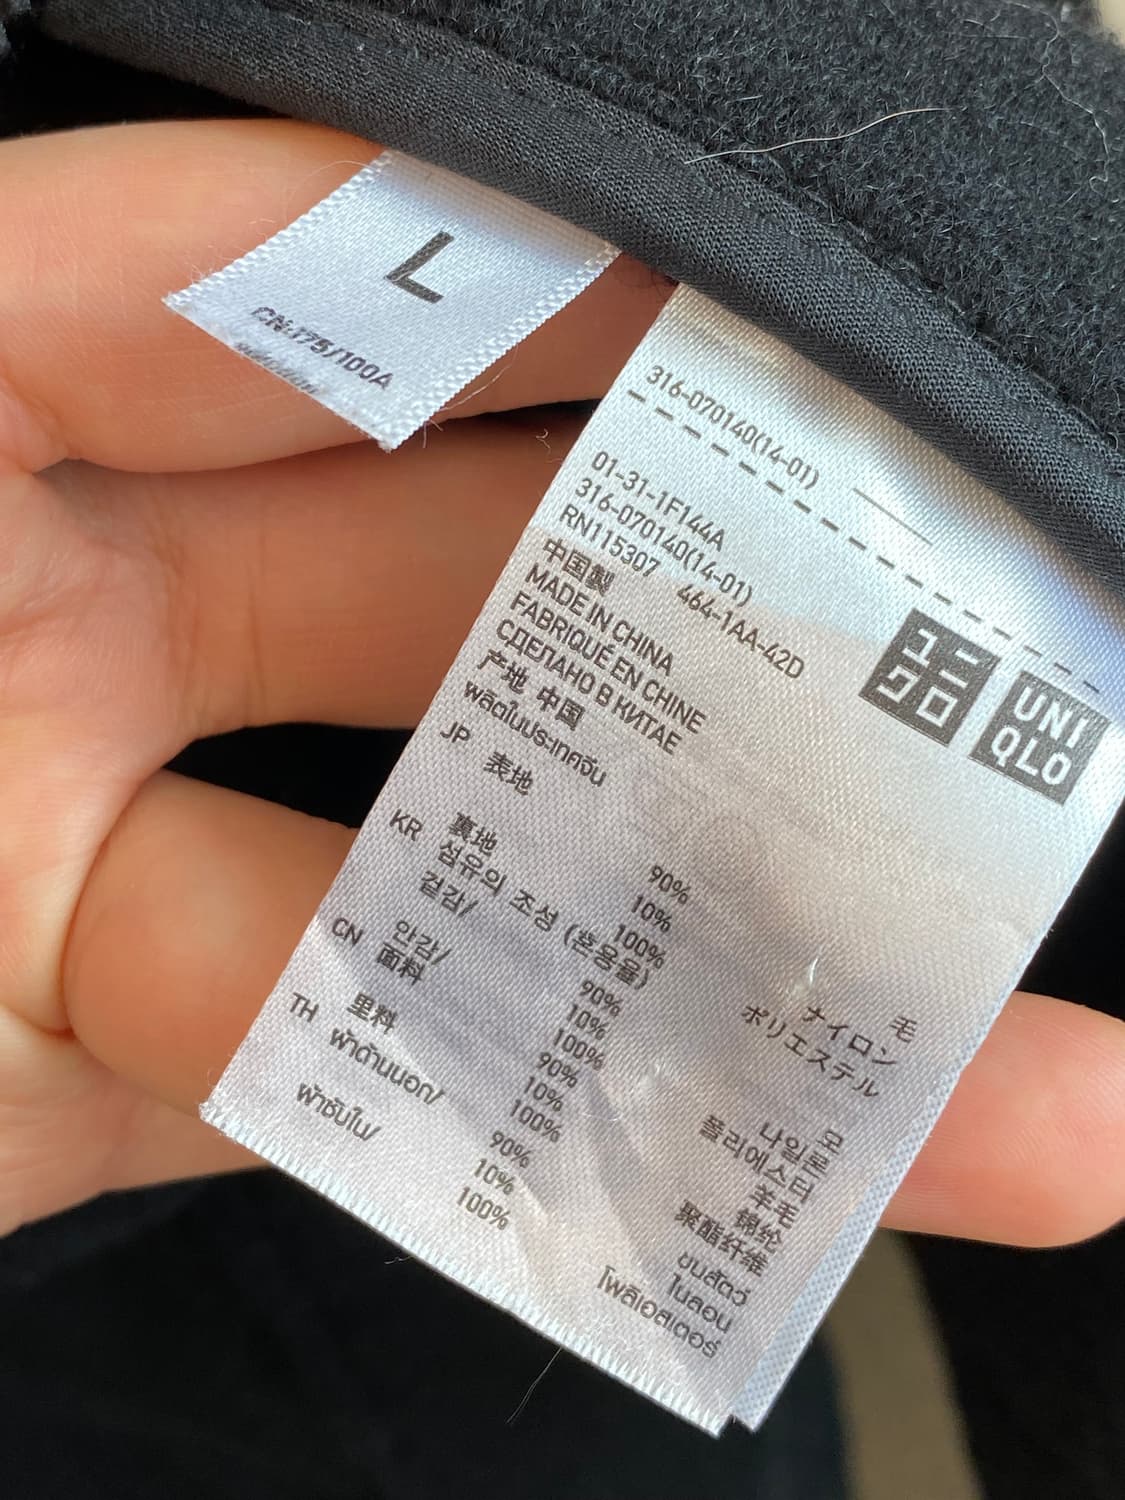 L
CN.175/100A
316-070140(14-01)
01-31-1F144A
316-070140(14-01)
RN115307 464-1AA-42D
中国製
MADE IN CHINA
FABRIQUÉ EN CHINE
СДЕЛАНО В КИТАЕ
产地 中国
ผลิตในประเทศจีน
ユニ
クロ
UNI
QLO
JP 表地 90% 毛
10% ナイロン
裏地 100% ポリエステル
KR 섬유의 조성 (혼용율)
겉감/ 90% 모
10% 나일론
안감/ 100% 폴리에스터
CN 面料 90% 羊毛
10% 锦纶
里料 100% 聚酯纤维
TH ผ้าด้านนอก/ 90% ขนสัตว์
10% ไนลอน
ผ้าซับใน/ 100% โพลีเอสเตอร์